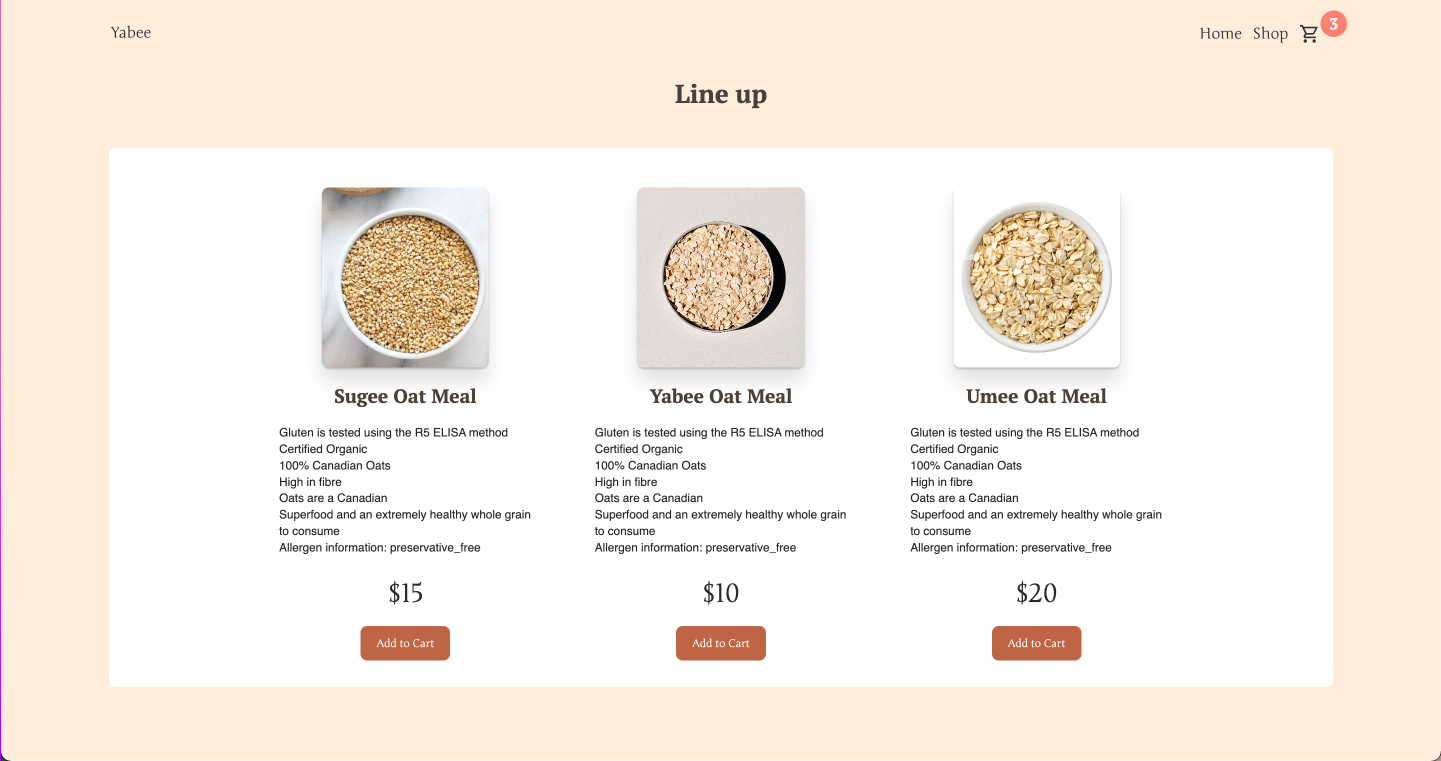 Yabee
Home Shop 3
Line up
Sugee Oat Meal
Gluten is tested using the R5 ELISA method
Certified Organic
100% Canadian Oats
High in fibre
Oats are a Canadian
Superfood and an extremely healthy whole grain
to consume
Allergen information: preservative_free
$15
Add to Cart
Yabee Oat Meal
Gluten is tested using the R5 ELISA method
Certified Organic
100% Canadian Oats
High in fibre
Oats are a Canadian
Superfood and an extremely healthy whole grain
to consume
Allergen information: preservative_free
$10
Add to Cart
Umee Oat Meal
Gluten is tested using the R5 ELISA method
Certified Organic
100% Canadian Oats
High in fibre
Oats are a Canadian
Superfood and an extremely healthy whole grain
to consume
Allergen information: preservative_free
$20
Add to Cart